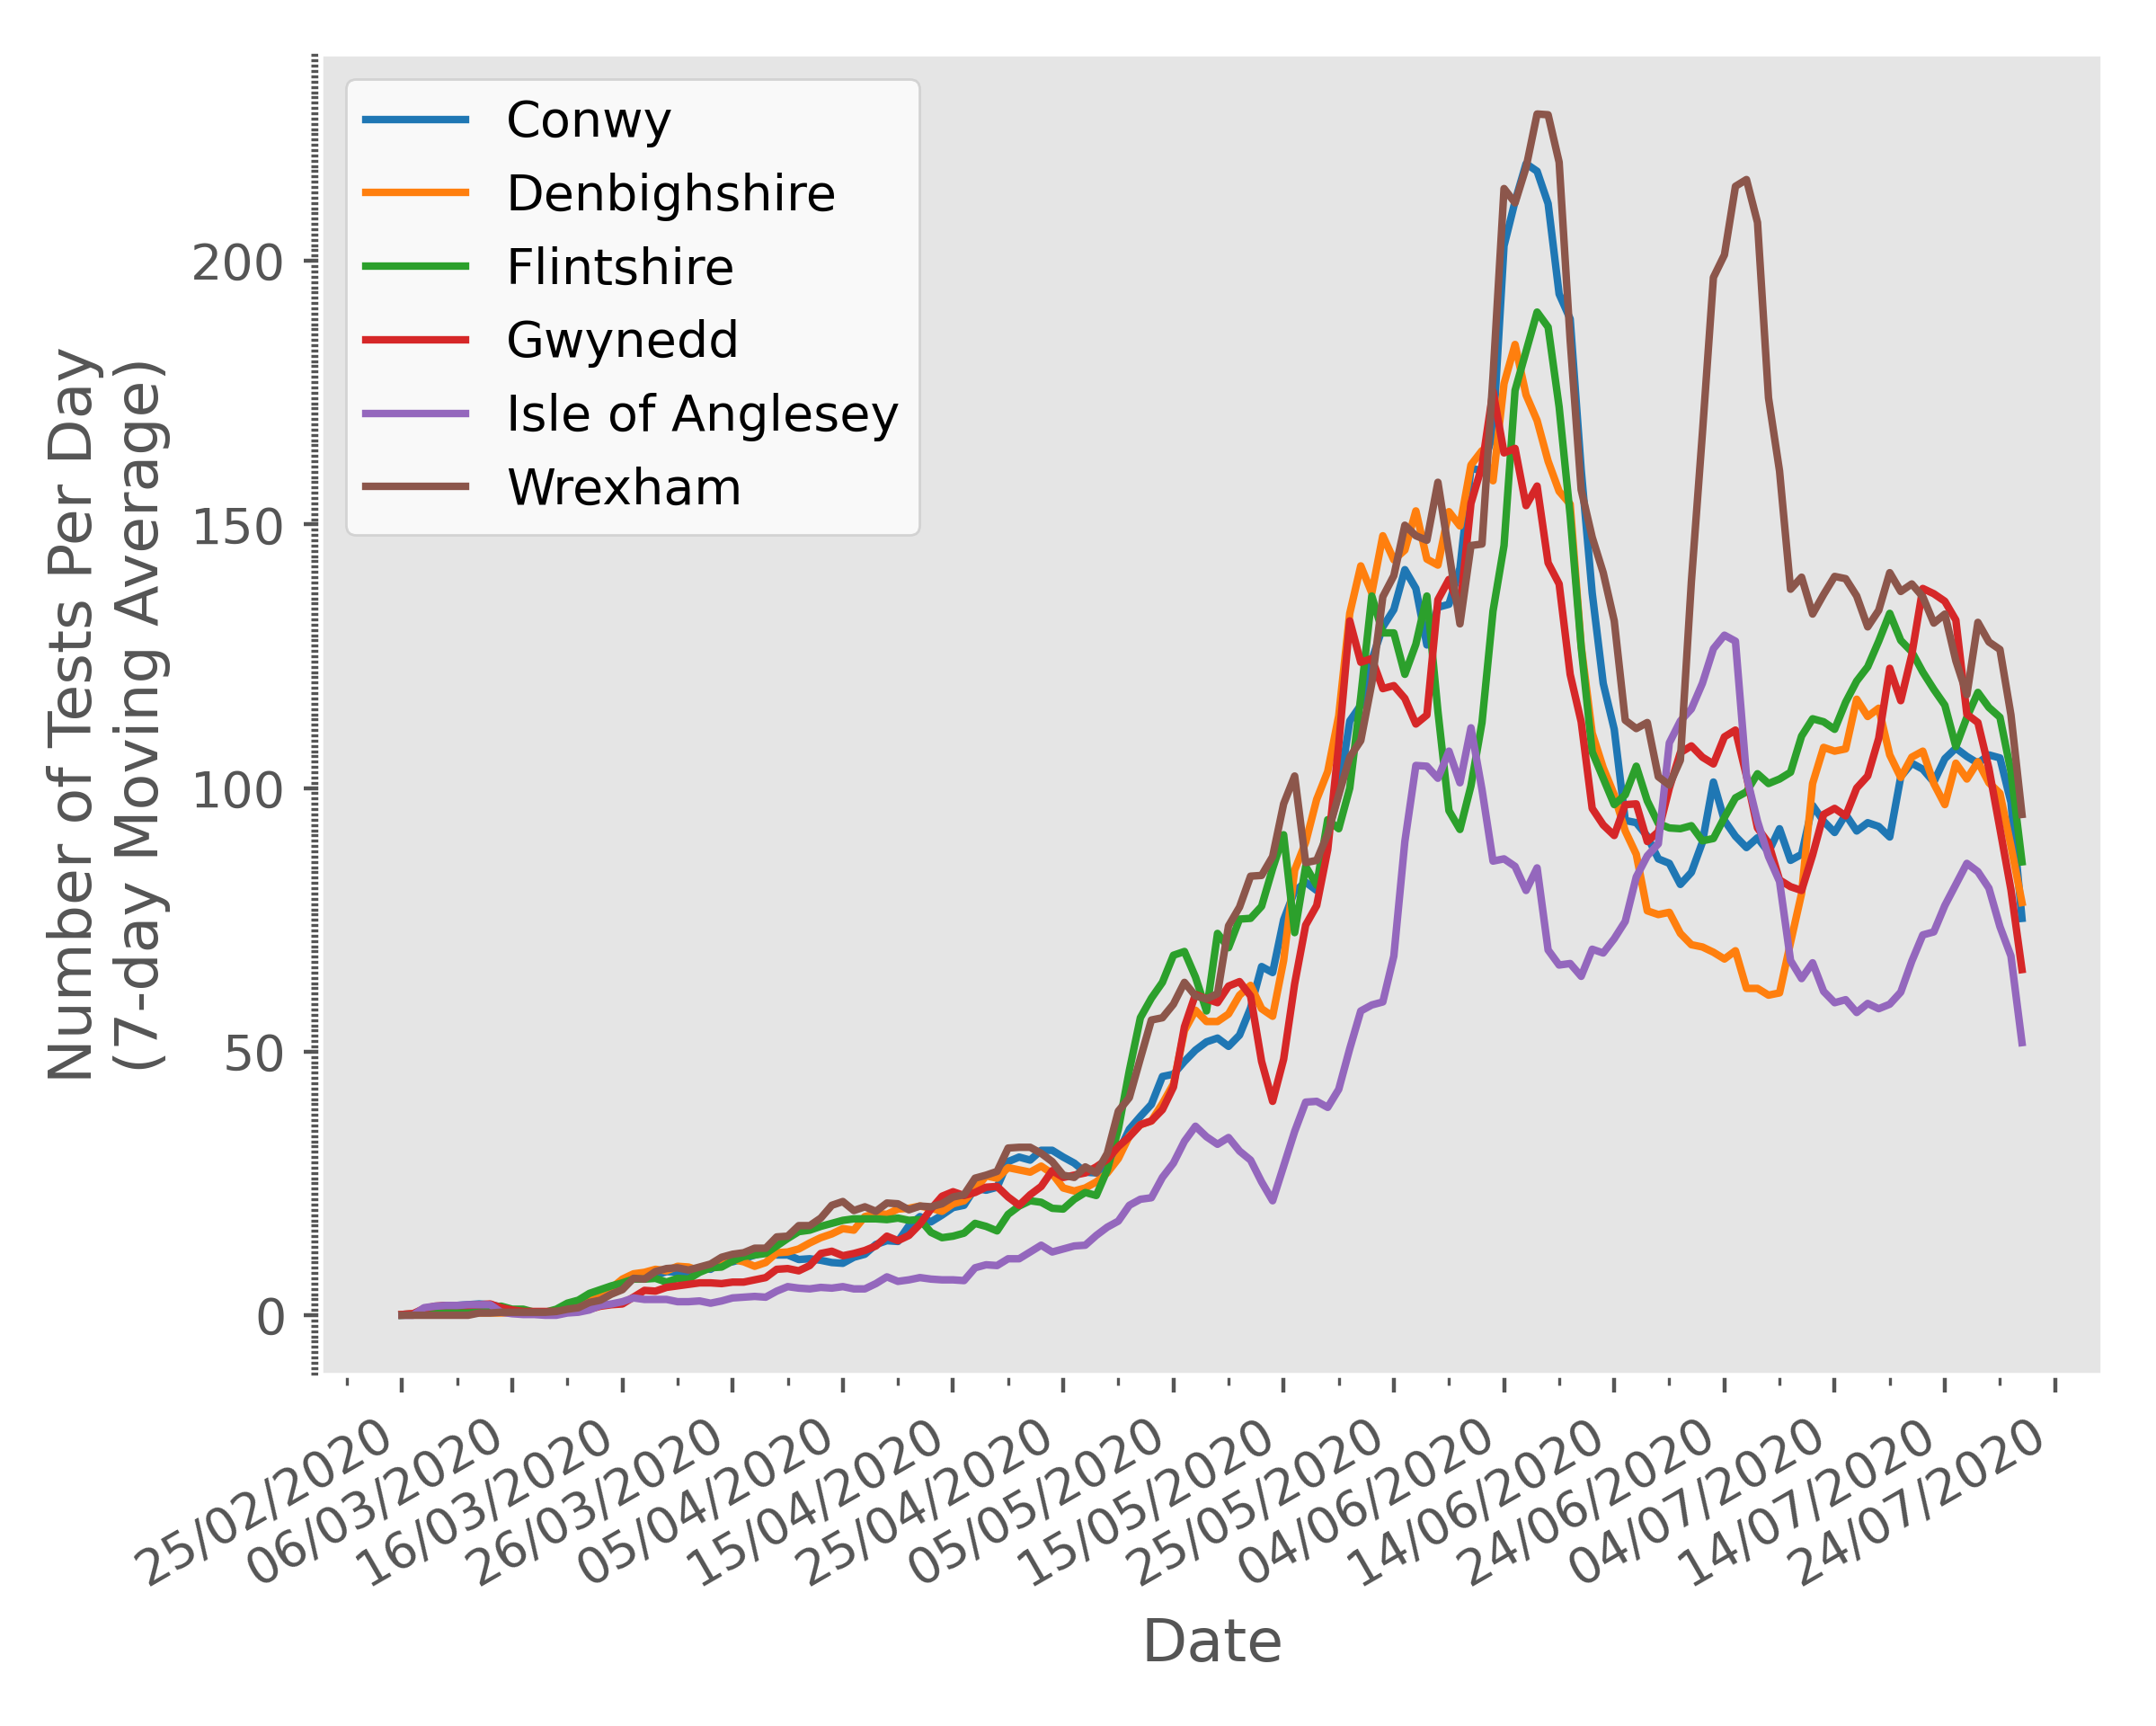 Number of Tests Per Day
(7-day Moving Average)
200
150
100
50
0
Conwy
Denbighshire
Flintshire
Gwynedd
Isle of Anglesey
Wrexham
25/02/2020
06/03/2020
16/03/2020
26/03/2020
05/04/2020
15/04/2020
25/04/2020
05/05/2020
15/05/2020
25/05/2020
04/06/2020
14/06/2020
24/06/2020
04/07/2020
14/07/2020
24/07/2020
Date